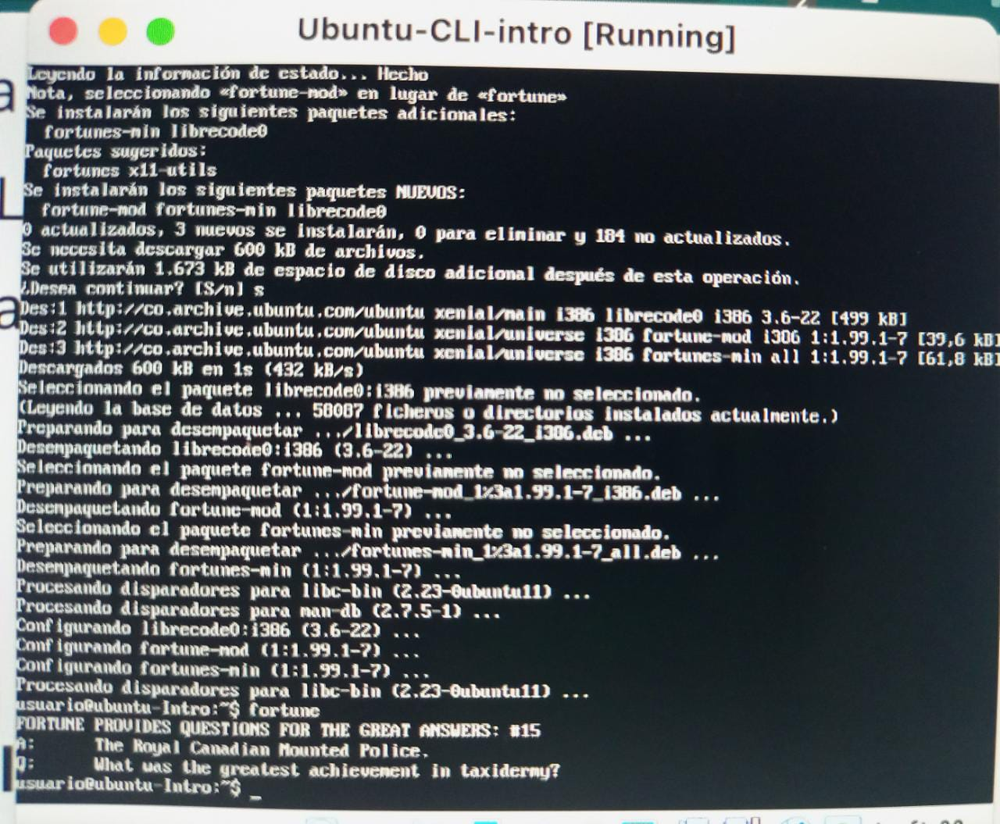 Ubuntu-CLI-intro [Running]
Leyendo la información de estado... Hecho
Nota, seleccionando «fortune-mod» en lugar de «fortune»
Se instalarán los siguientes paquetes adicionales:
  fortunes-min librecode0
Paquetes sugeridos:
  fortunes x11-utils
Se instalarán los siguientes paquetes NUEVOS:
  fortune-mod fortunes-min librecode0
0 actualizados, 3 nuevos se instalarán, 0 para eliminar y 184 no actualizados.
Se necesita descargar 600 kB de archivos.
Se utilizarán 1.673 kB de espacio de disco adicional después de esta operación.
¿Desea continuar? [S/n] s
Des:1 http://co.archive.ubuntu.com/ubuntu xenial/main i386 librecode0 i386 3.6-22 [499 kB]
Des:2 http://co.archive.ubuntu.com/ubuntu xenial/universe i386 fortune-mod i386 1:1.99.1-7 [39,6 kB]
Des:3 http://co.archive.ubuntu.com/ubuntu xenial/universe i386 fortunes-min all 1:1.99.1-7 [61,8 kB]
Descargados 600 kB en 1s (432 kB/s)
Seleccionando el paquete librecode0:i386 previamente no seleccionado.
(Leyendo la base de datos ... 58087 ficheros o directorios instalados actualmente.)
Preparando para desempaquetar .../librecode0_3.6-22_i386.deb ...
Desempaquetando librecode0:i386 (3.6-22) ...
Seleccionando el paquete fortune-mod previamente no seleccionado.
Preparando para desempaquetar .../fortune-mod_1%3a1.99.1-7_i386.deb ...
Desempaquetando fortune-mod (1:1.99.1-7) ...
Seleccionando el paquete fortunes-min previamente no seleccionado.
Preparando para desempaquetar .../fortunes-min_1%3a1.99.1-7_all.deb ...
Desempaquetando fortunes-min (1:1.99.1-7) ...
Procesando disparadores para libc-bin (2.23-0ubuntu11) ...
Procesando disparadores para man-db (2.7.5-1) ...
Configurando librecode0:i386 (3.6-22) ...
Configurando fortune-mod (1:1.99.1-7) ...
Configurando fortunes-min (1:1.99.1-7) ...
Procesando disparadores para libc-bin (2.23-0ubuntu11) ...
usuario@ubuntu-Intro:~$ fortune
FORTUNE PROVIDES QUESTIONS FOR THE GREAT ANSWERS: #15
A:      The Royal Canadian Mounted Police.
Q:      What was the greatest achievement in taxidermy?
usuario@ubuntu-Intro:~$ _